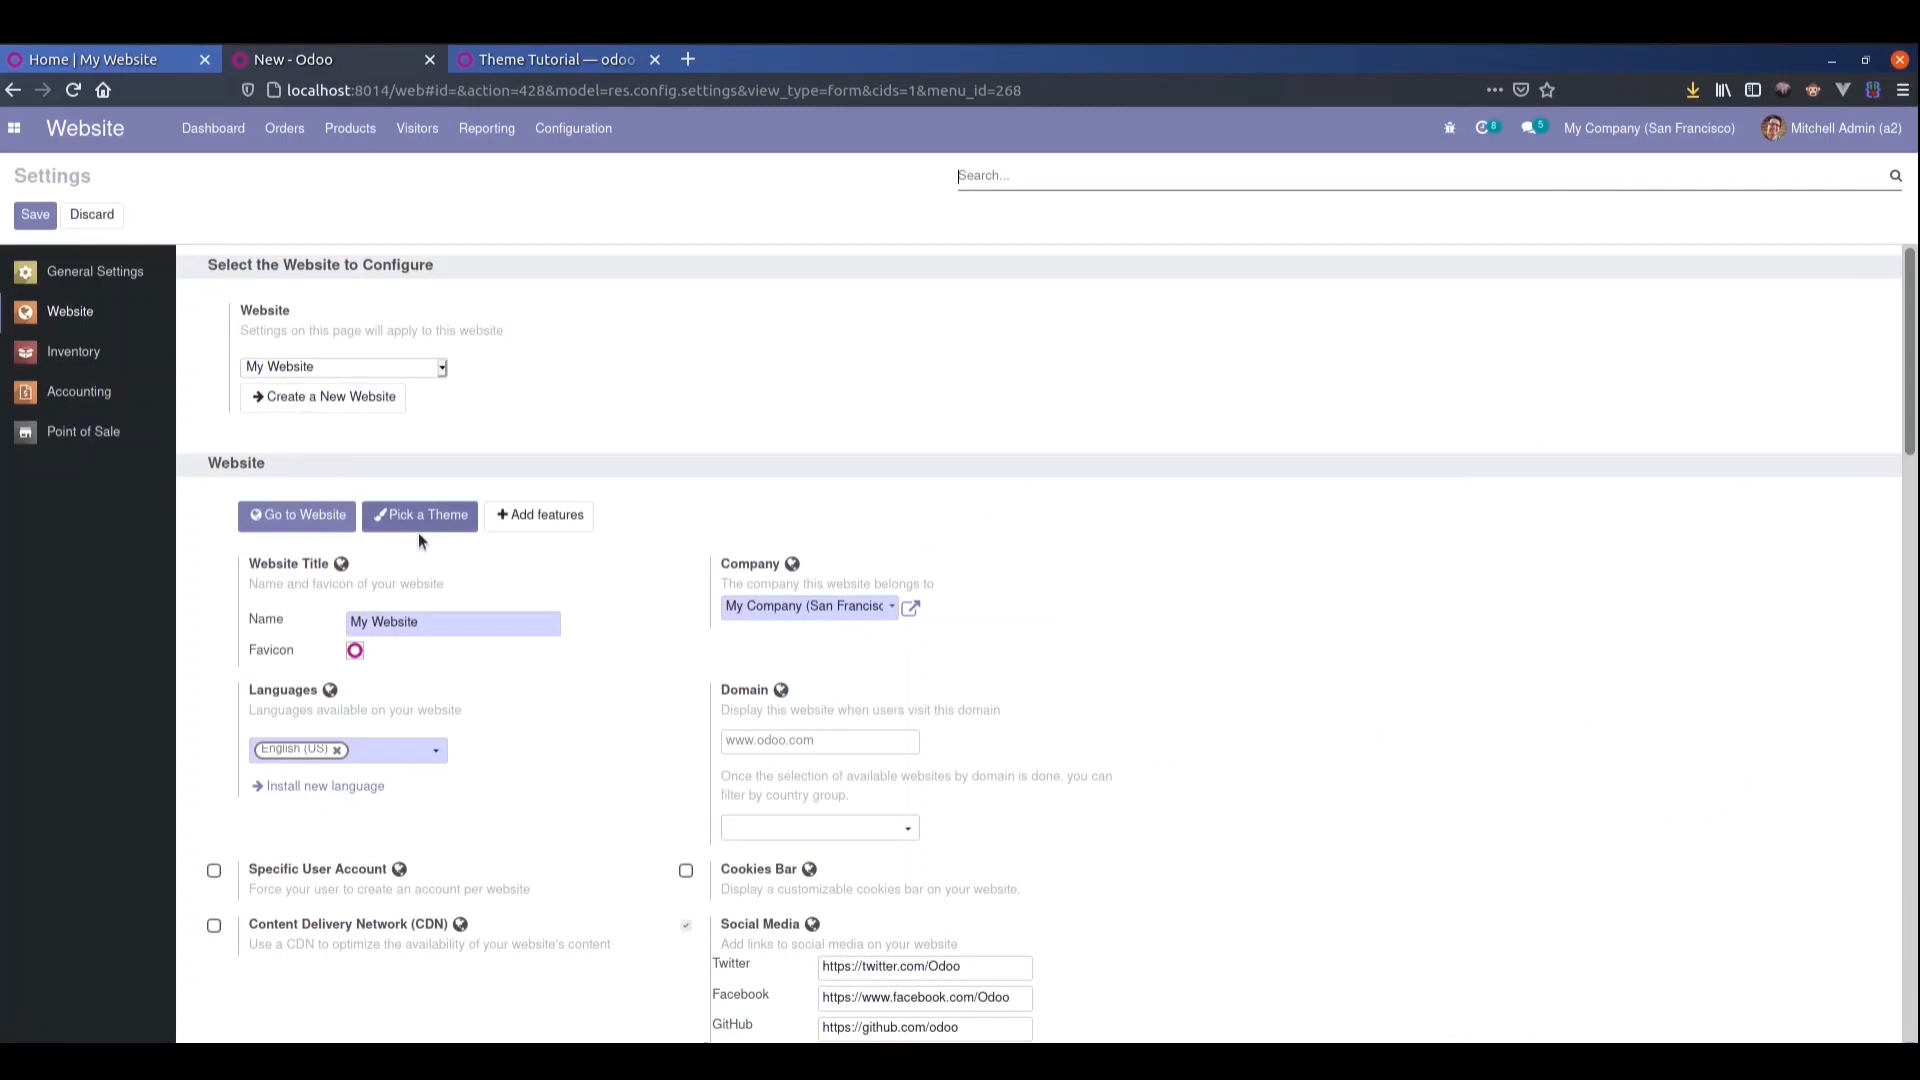 Home | My Website
New - Odoo
Theme Tutorial — odoo
localhost:8014/web#id=&action=428&model=res.config.settings&view_type=form&cids=1&menu_id=268
Website Dashboard Orders Products Visitors Reporting Configuration 8 5 My Company (San Francisco) Mitchell Admin (a2)
Settings
Search...
Save Discard
General Settings
Website
Inventory
Accounting
Point of Sale
Select the Website to Configure
Website
Settings on this page will apply to this website
My Website
Create a New Website
Website
Go to Website Pick a Theme Add features
Website Title
Name and favicon of your website
Name My Website
Favicon
Company
The company this website belongs to
My Company (San Francisc
Languages
Languages available on your website
English (US)
Install new language
Domain
Display this website when users visit this domain
www.odoo.com
Once the selection of available websites by domain is done, you can
filter by country group.
Specific User Account
Force your user to create an account per website
Cookies Bar
Display a customizable cookies bar on your website.
Content Delivery Network (CDN)
Use a CDN to optimize the availability of your website's content
Social Media
Add links to social media on your website
Twitter https://twitter.com/Odoo
Facebook https://www.facebook.com/Odoo
GitHub https://github.com/odoo